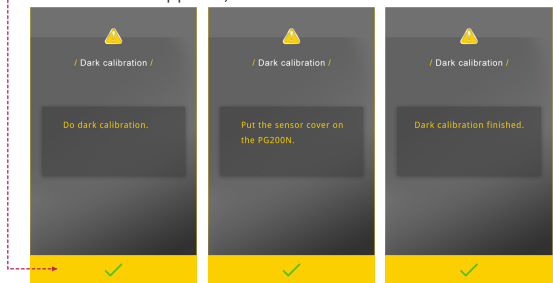 / Dark calibration /
Do dark calibration.
/ Dark calibration /
Put the sensor cover on
the PG200N.
/ Dark calibration /
Dark calibration finished.